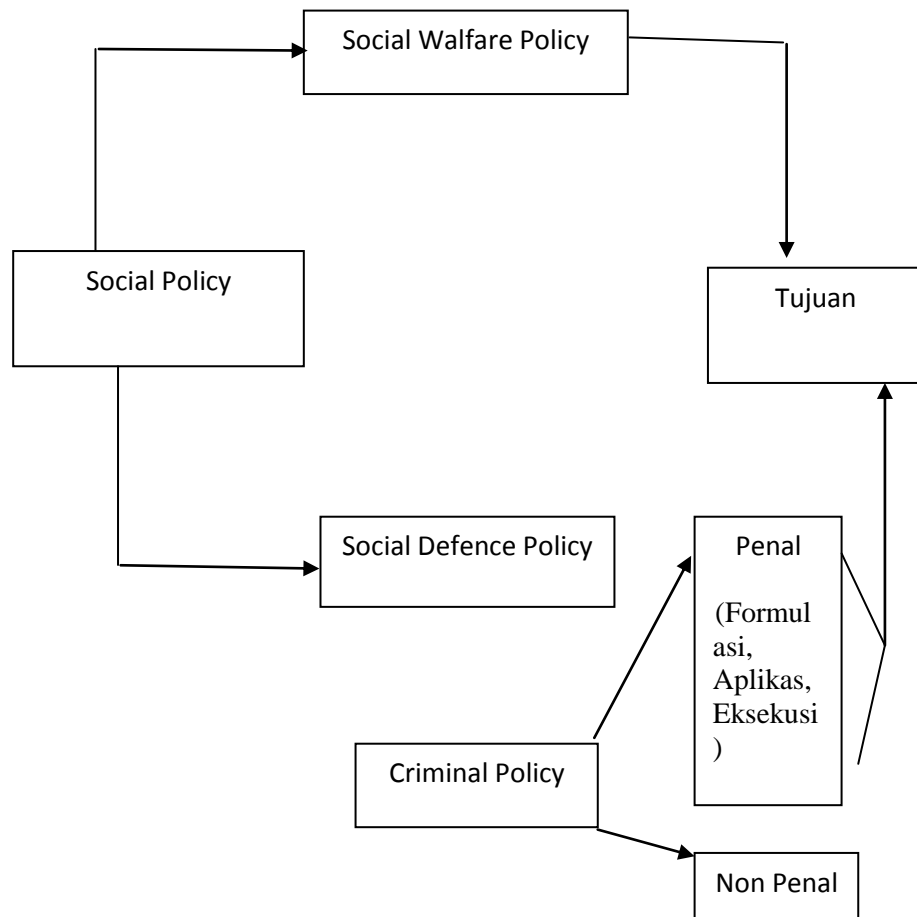 Social Walfare Policy
Social Policy
Tujuan
Social Defence Policy
Penal
(Formul
asi,
Aplikas,
Eksekusi
)
Criminal Policy
Non Penal